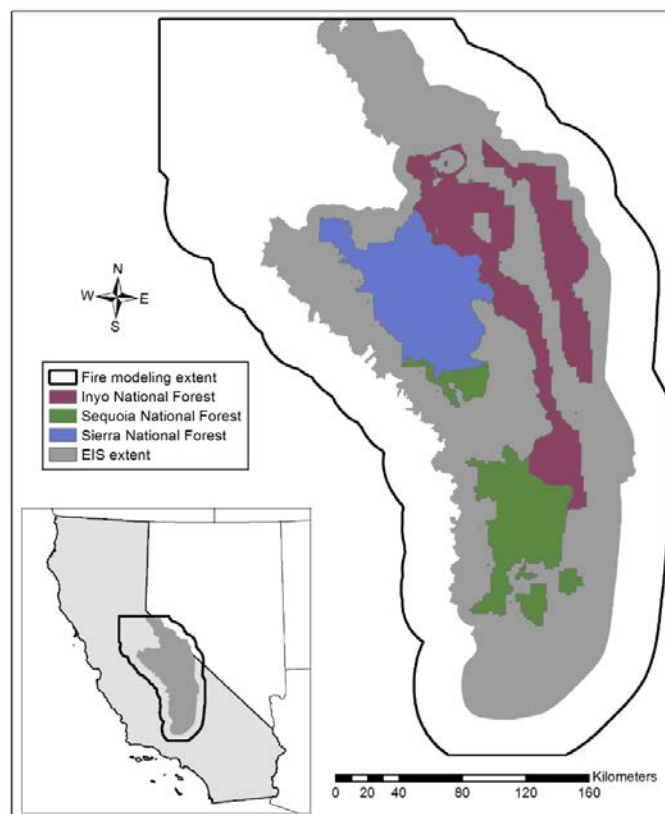 N
W E
S
Fire modeling extent
Inyo National Forest
Sequoia National Forest
Sierra National Forest
EIS extent
Kilometers
0 20 40 80 120 160